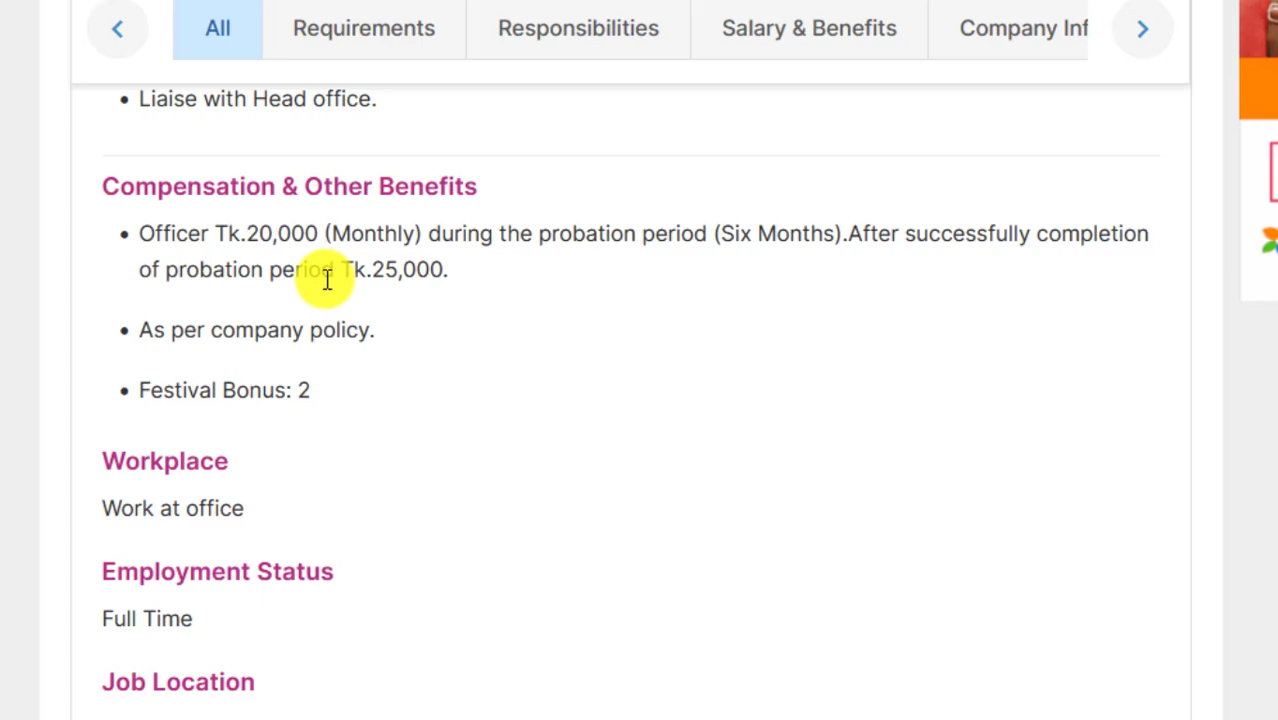 All
Requirements
Responsibilities
Salary & Benefits
Company Inf
• Liaise with Head office.
Compensation & Other Benefits
• Officer Tk.20,000 (Monthly) during the probation period (Six Months).After successfully completion
of probation period Tk.25,000.
• As per company policy.
• Festival Bonus: 2
Workplace
Work at office
Employment Status
Full Time
Job Location